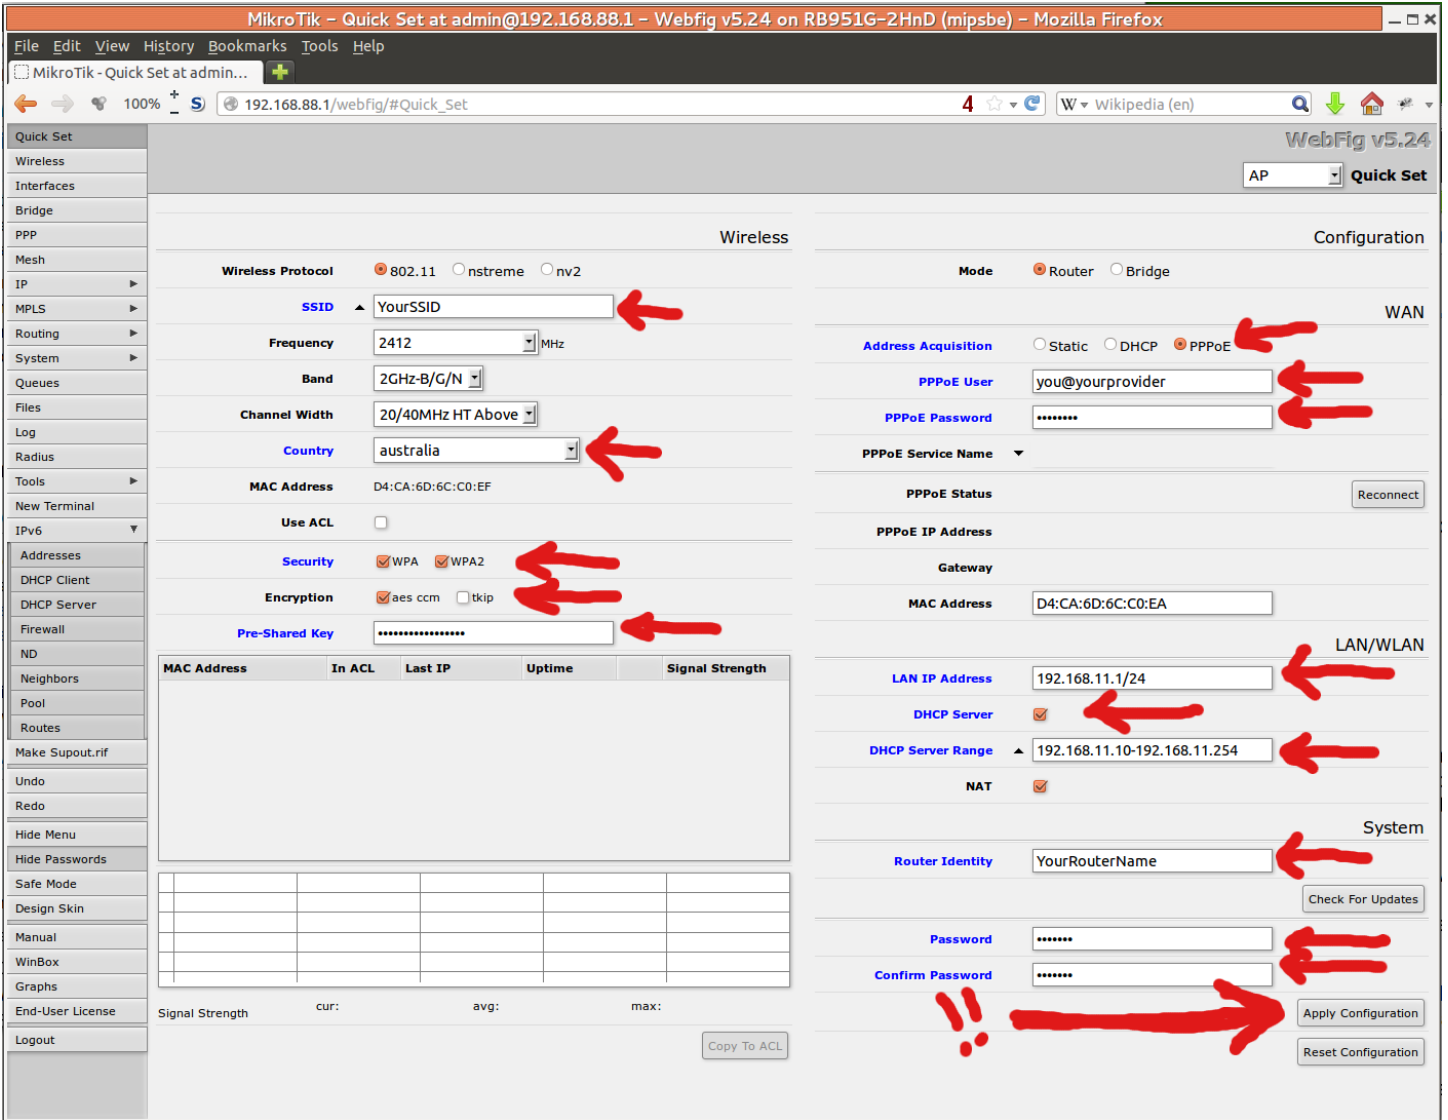 MikroTik - Quick Set at admin@192.168.88.1 - Webfig v5.24 on RB951G-2HnD (mipsbe) - Mozilla Firefox
File Edit View History Bookmarks Tools Help
MikroTik - Quick Set at admin...
100% 192.168.88.1/webfig/#Quick_Set 4 Wikipedia (en)
WebFig v5.24
AP Quick Set
Quick Set
Wireless
Interfaces
Bridge
PPP
Mesh
IP
MPLS
Routing
System
Queues
Files
Log
Radius
Tools
New Terminal
IPv6
Addresses
DHCP Client
DHCP Server
Firewall
ND
Neighbors
Pool
Routes
Make Supout.rif
Undo
Redo
Hide Menu
Hide Passwords
Safe Mode
Design Skin
Manual
WinBox
Graphs
End-User License
Logout
Wireless
Wireless Protocol 802.11 nstreme nv2
SSID YourSSID
Frequency 2412 MHz
Band 2GHz-B/G/N
Channel Width 20/40MHz HT Above
Country australia
MAC Address D4:CA:6D:6C:C0:EF
Use ACL
Security WPA WPA2
Encryption aes ccm tkip
Pre-Shared Key •••••••••••••••••
MAC Address In ACL Last IP Uptime Signal Strength
Signal Strength cur: avg: max:
Copy To ACL
Configuration
Mode Router Bridge
WAN
Address Acquisition Static DHCP PPPoE
PPPoE User you@yourprovider
PPPoE Password ••••••••
PPPoE Service Name
PPPoE Status Reconnect
PPPoE IP Address
Gateway
MAC Address D4:CA:6D:6C:C0:EA
LAN/WLAN
LAN IP Address 192.168.11.1/24
DHCP Server
DHCP Server Range 192.168.11.10-192.168.11.254
NAT
System
Router Identity YourRouterName
Check For Updates
Password •••••••
Confirm Password •••••••
!!
Apply Configuration
Reset Configuration